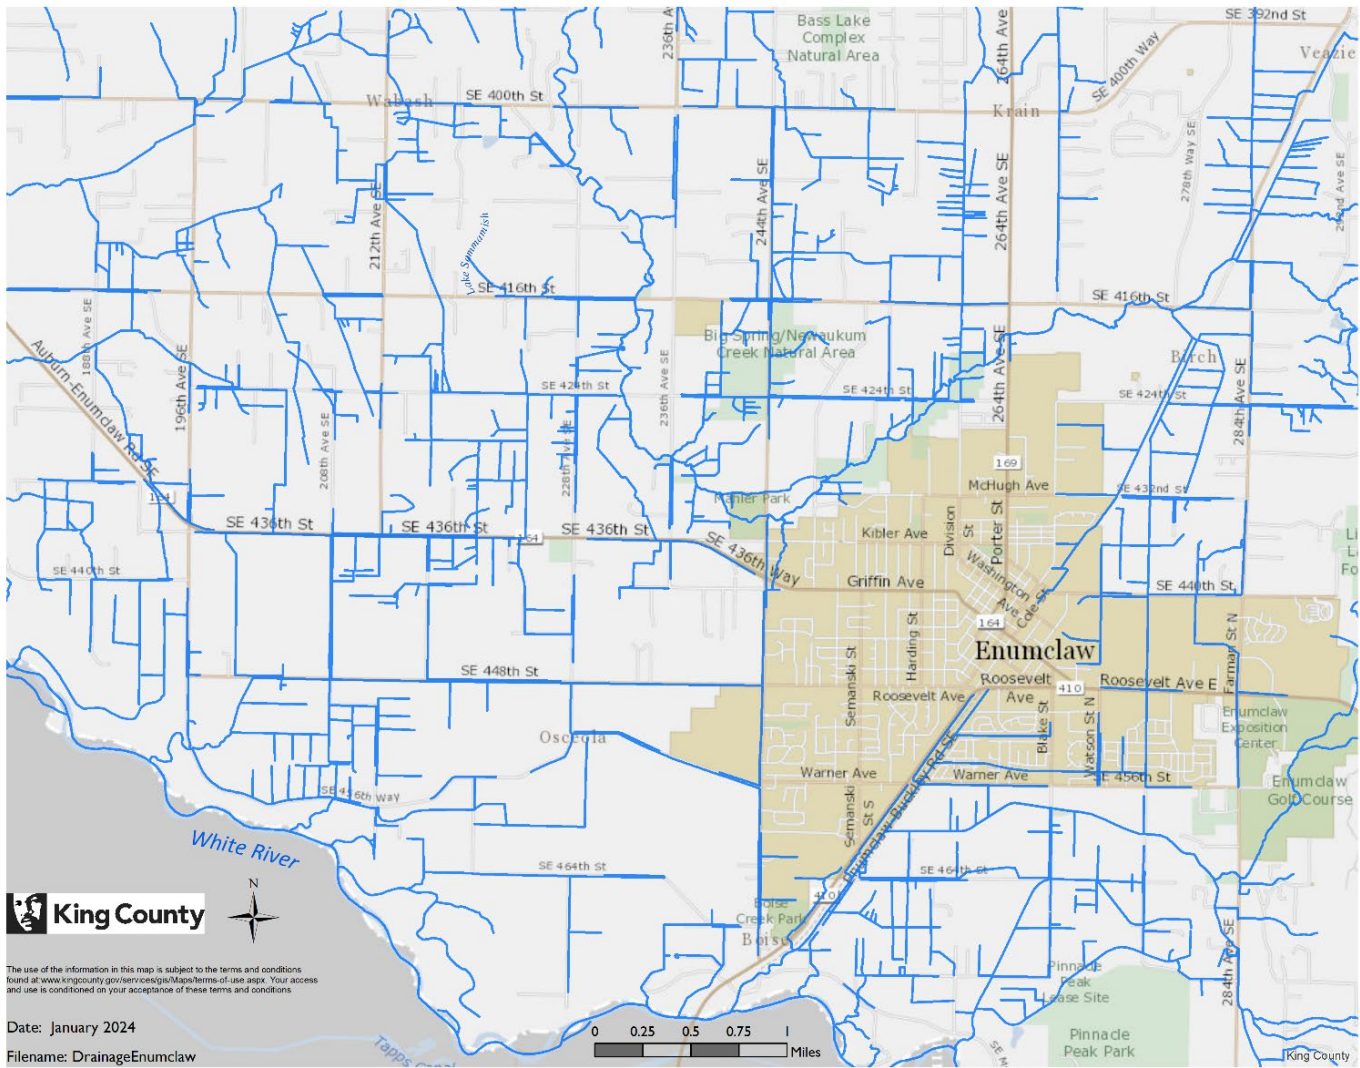 SE 392nd St
236th A
Bass Lake
Complex
Natural Area
264th Ave
SE 400th Way
Veazie
Wabash
SE 400th St
Krain
278th Way SE
212th Ave SE
Lake Sammamish
244th Ave SE
264th Ave SE
SE 416th St
SE 416th St
188th Ave SE
Auburn-Enumclaw Rd SE
196th Ave SE
236th Ave SE
Big Spring/Newaukum
Creek Natural Area
264th Ave SE
Birch
284th Ave SE
SE 424th St
SE 424th St
SE 424th St
208th Ave SE
228th Ave SE
169
McHugh Ave
SE 432nd St
164
Mahler Park
SE 436th St
SE 436th St
SE 436th St
164
SE 436th Way
Kibler Ave
Division
St
Porter St
Washington
Ave
Cole St
SE 440th St
Griffin Ave
SE 440th St
164
Harding St
Semanski St
Enumclaw
Farman St N
SE 448th St
Roosevelt Ave
Roosevelt
Ave
410
Roosevelt Ave E
Osceola
Blake St
Watson St N
Enumclaw
Exposition
Center
Warner Ave
Warner Ave
SE 456th St
SE 456th Way
Semanski
St S
Enumclaw Buckley Rd SE
Enumclaw
Golf Course
White River
SE 464th St
SE 464th St
410
King County
N
Boise
Creek Park
Boise
284th Ave SE
Pinnacle
Peak
Lease Site
The use of the information in this map is subject to the terms and conditions
found at:www.kingcounty.gov/services/gis/Maps/terms-of-use.aspx. Your access
and use is conditioned on your acceptance of these terms and conditions.
Date: January 2024
Filename: DrainageEnumclaw
Tapps Canal
0 0.25 0.5 0.75 1
Miles
Pinnacle
Peak Park
King County